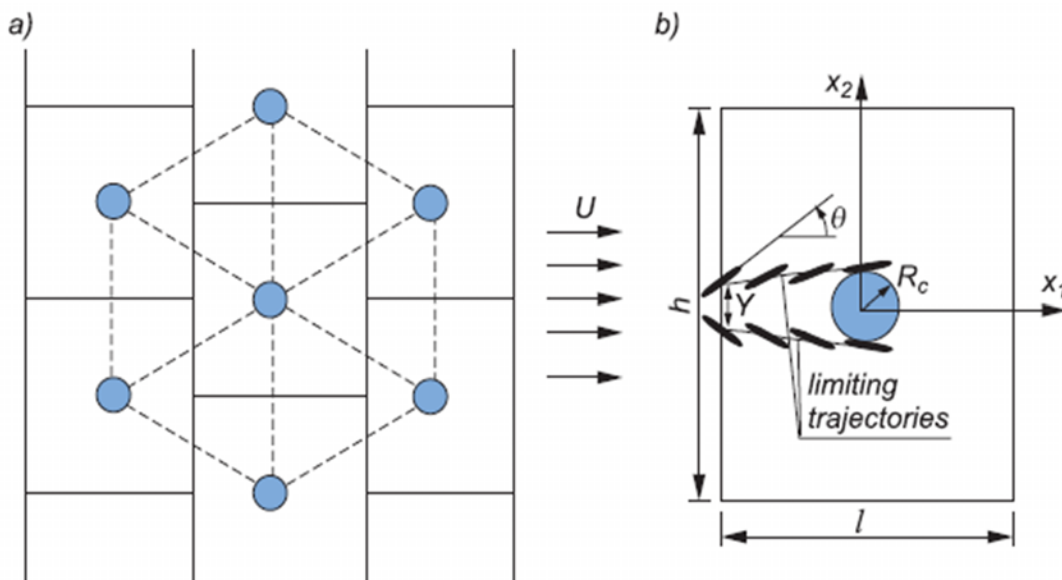 a)
U
b)
x2
θ
h
Y
Rc
x1
limiting
trajectories
l